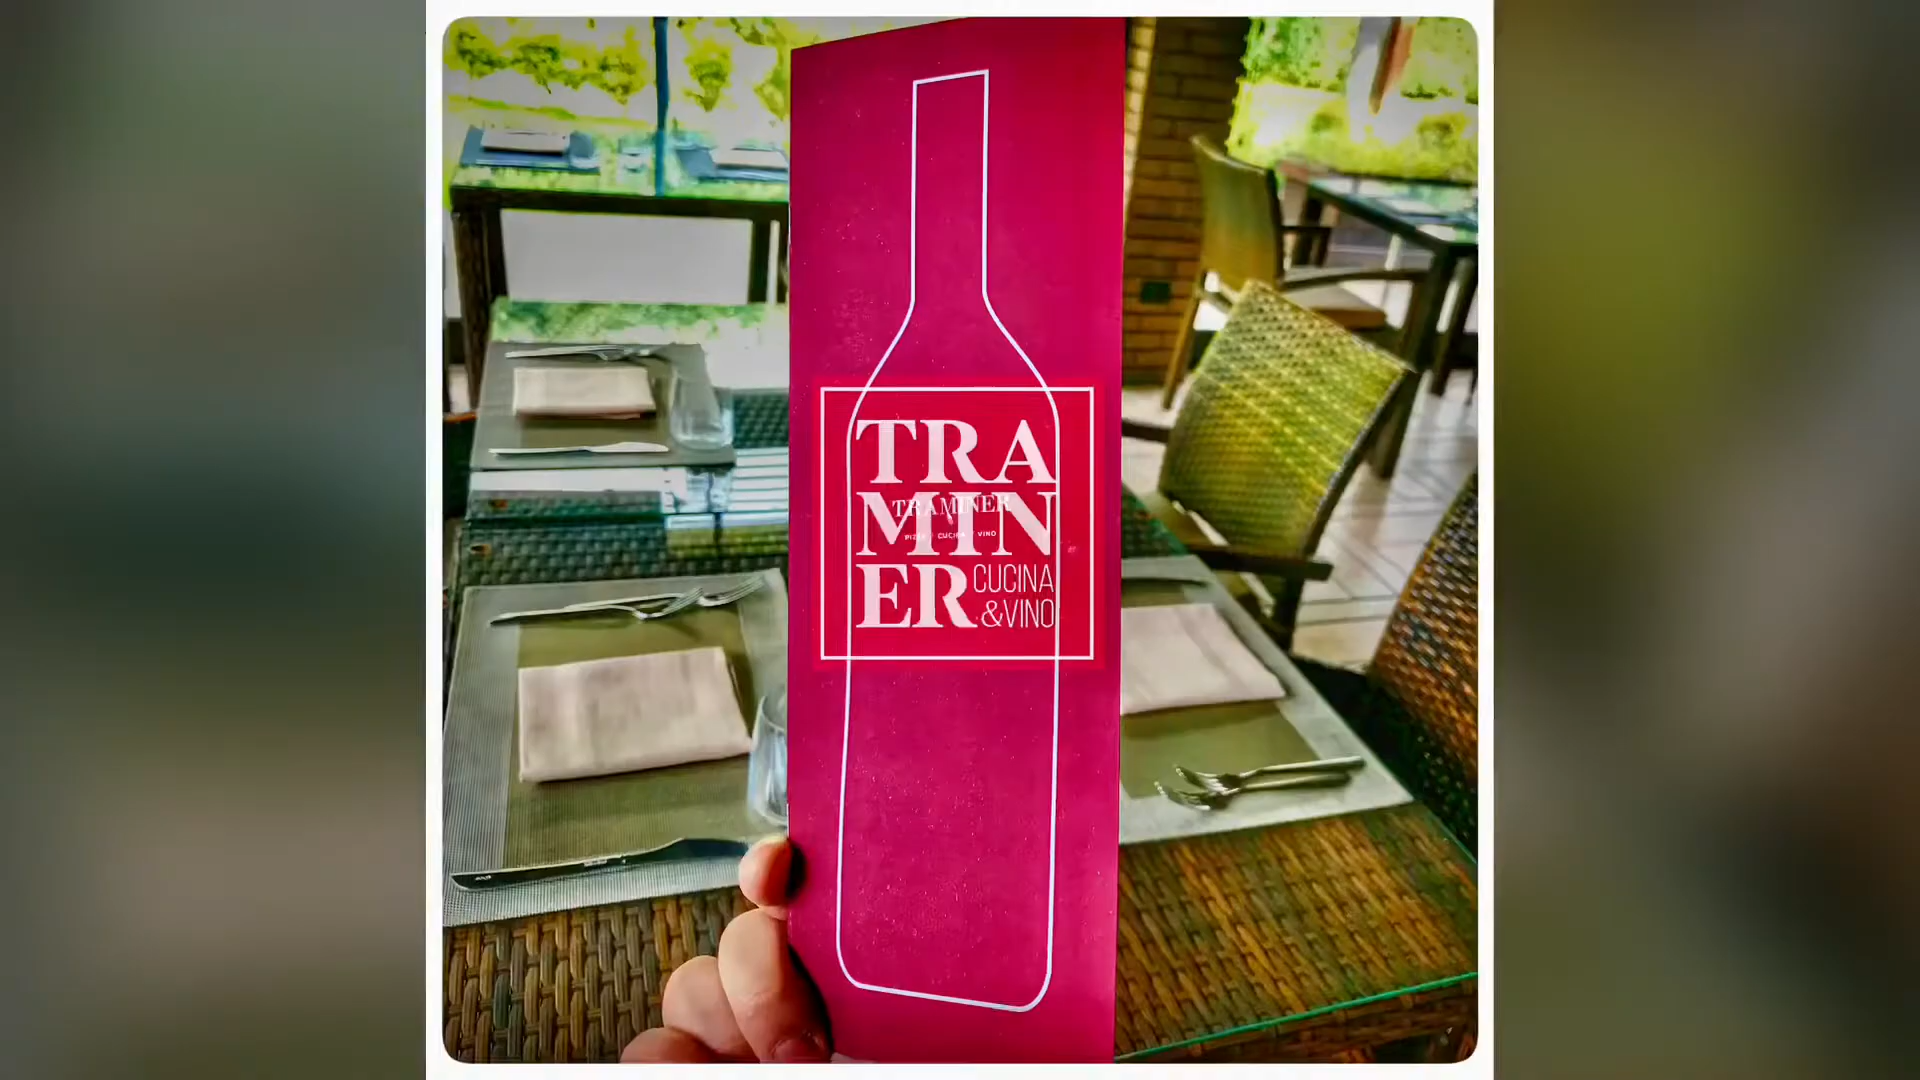 TRA
MIN
TRAMINER
PIZZA CUCINA VINO
ER CUCINA
&VINO